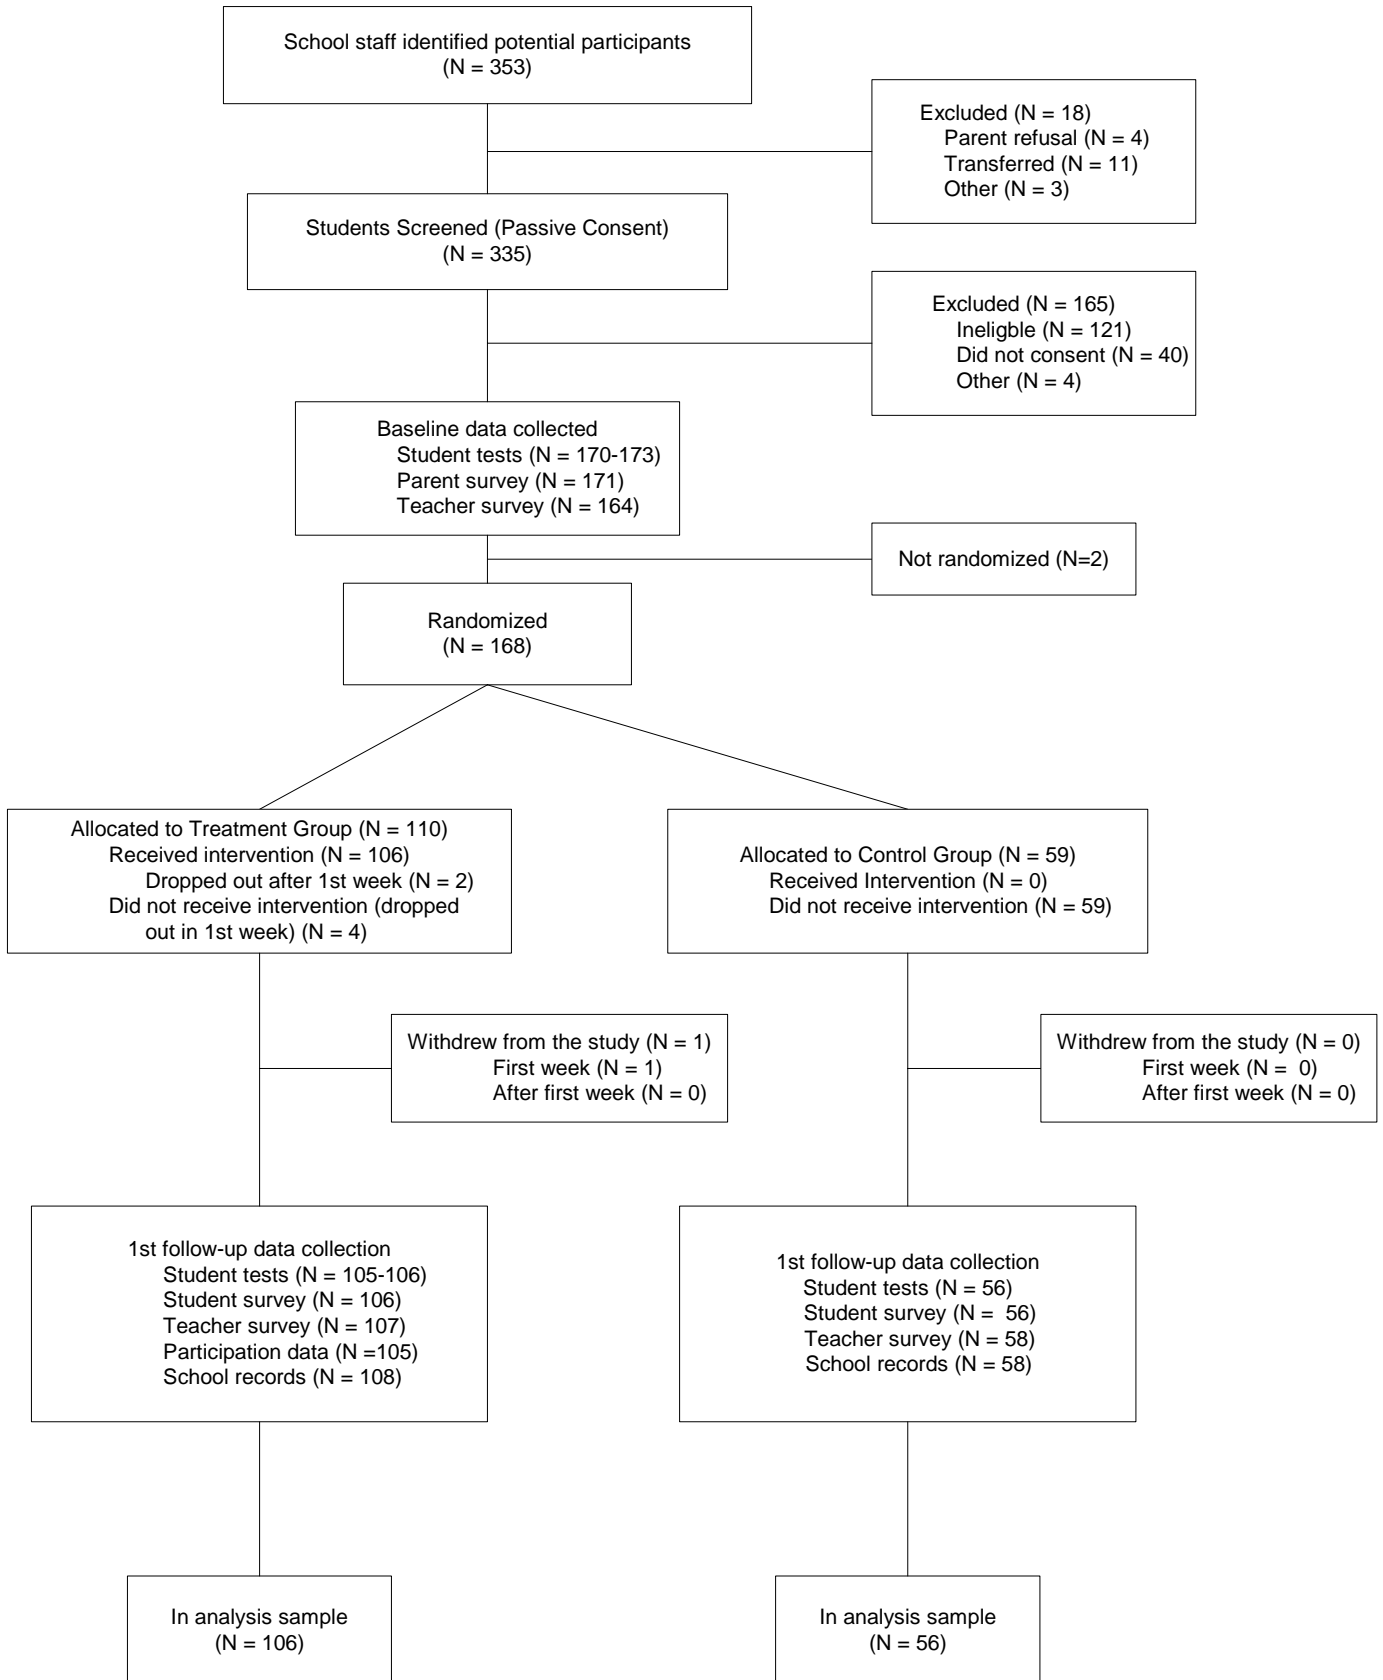 School staff identified potential participants
(N = 353)
Excluded (N = 18)
Parent refusal (N = 4)
Transferred (N = 11)
Other (N = 3)
Students Screened (Passive Consent)
(N = 335)
Excluded (N = 165)
Ineligble (N = 121)
Did not consent (N = 40)
Other (N = 4)
Baseline data collected
Student tests (N = 170-173)
Parent survey (N = 171)
Teacher survey (N = 164)
Not randomized (N=2)
Randomized
(N = 168)
Allocated to Treatment Group (N = 110)
Received intervention (N = 106)
Dropped out after 1st week (N = 2)
Did not receive intervention (dropped
out in 1st week) (N = 4)
Allocated to Control Group (N = 59)
Received Intervention (N = 0)
Did not receive intervention (N = 59)
Withdrew from the study (N = 1)
First week (N = 1)
After first week (N = 0)
Withdrew from the study (N = 0)
First week (N =  0)
After first week (N = 0)
1st follow-up data collection
Student tests (N = 105-106)
Student survey (N = 106)
Teacher survey (N = 107)
Participation data (N =105)
School records (N = 108)
1st follow-up data collection
Student tests (N = 56)
Student survey (N =  56)
Teacher survey (N = 58)
School records (N = 58)
In analysis sample
(N = 106)
In analysis sample
(N = 56)